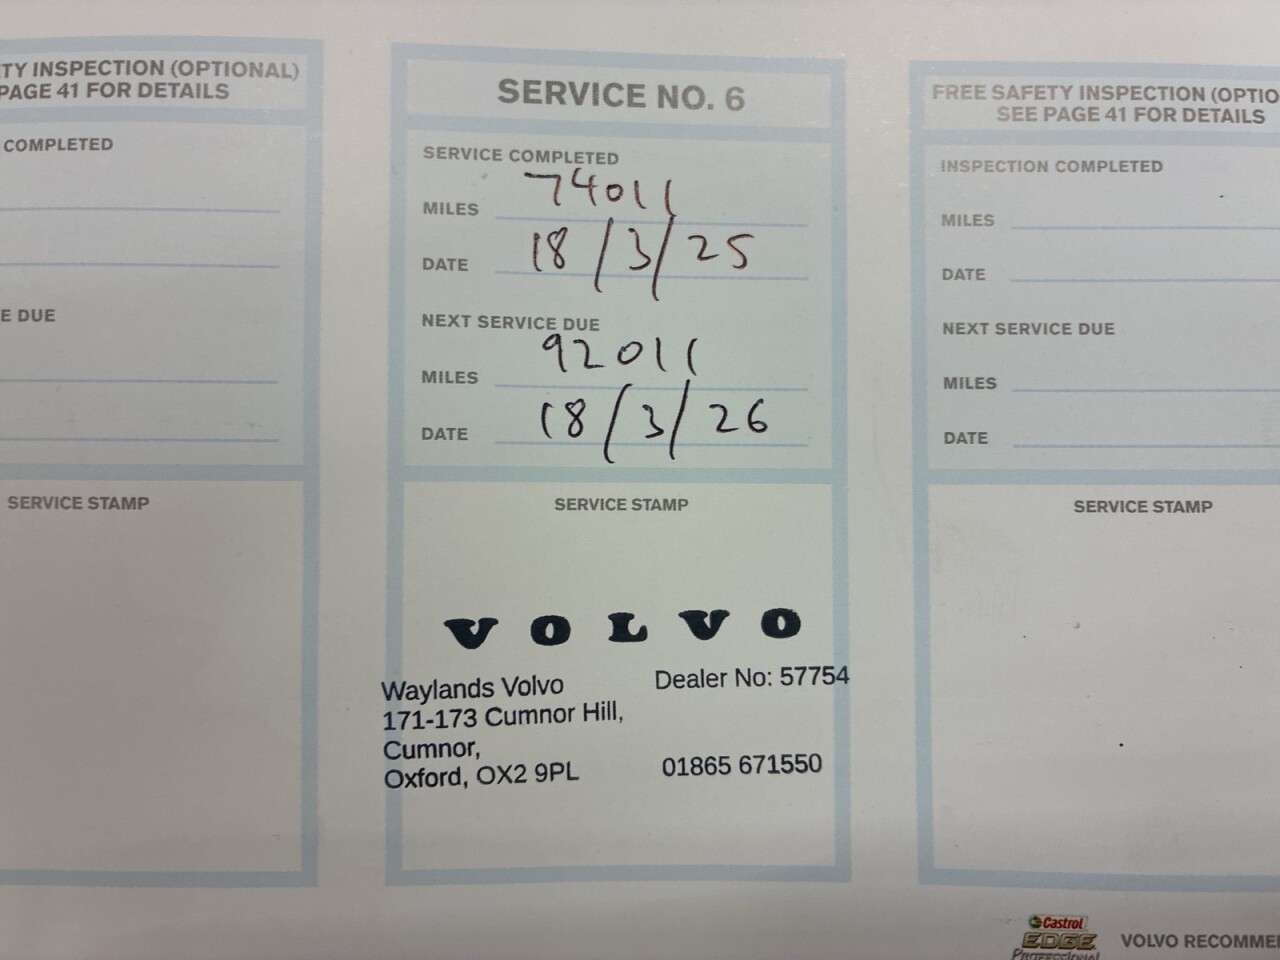 TY INSPECTION (OPTIONAL)
PAGE 41 FOR DETAILS
COMPLETED
E DUE
SERVICE STAMP
SERVICE NO. 6
SERVICE COMPLETED
MILES 74011
DATE 18/3/25
NEXT SERVICE DUE
MILES 92011
DATE 18/3/26
SERVICE STAMP
VOLVO
Waylands Volvo Dealer No: 57754
171-173 Cumnor Hill,
Cumnor,
Oxford, OX2 9PL 01865 671550
FREE SAFETY INSPECTION (OPTIO
SEE PAGE 41 FOR DETAILS
INSPECTION COMPLETED
MILES
DATE
NEXT SERVICE DUE
MILES
DATE
SERVICE STAMP
Castrol
EDGE
PROFESSIONAL
VOLVO RECOMME